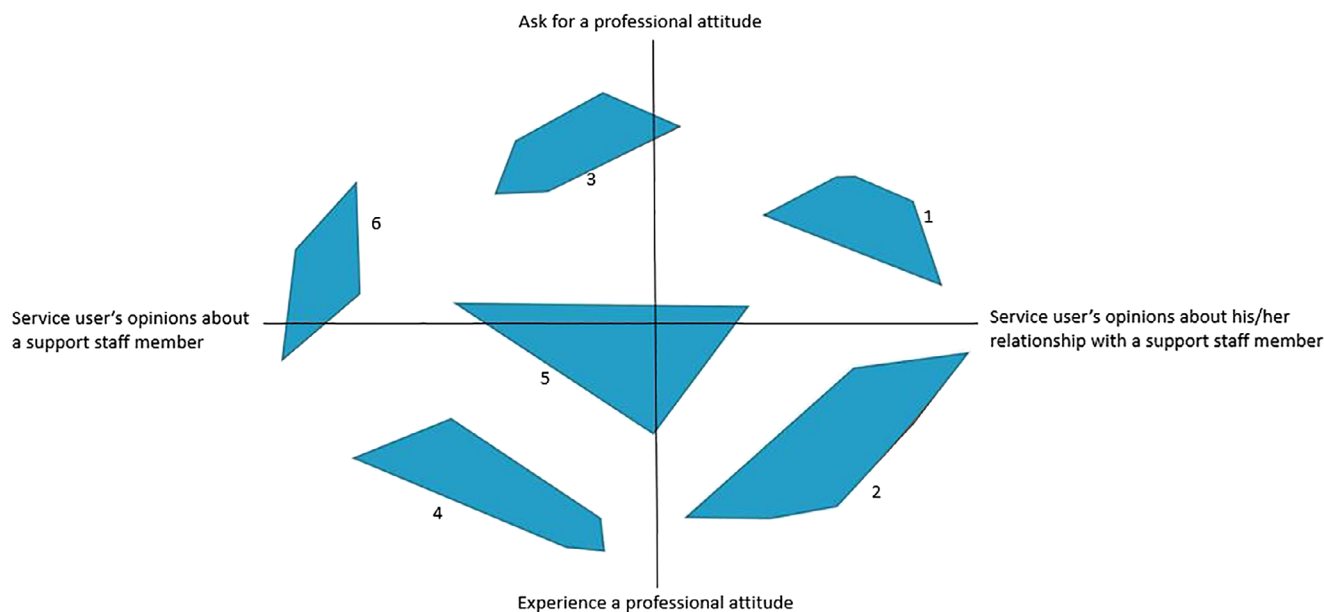 Ask for a professional attitude
3
1
6
Service user's opinions about
a support staff member
Service user's opinions about his/her
relationship with a support staff member
5
2
4
Experience a professional attitude